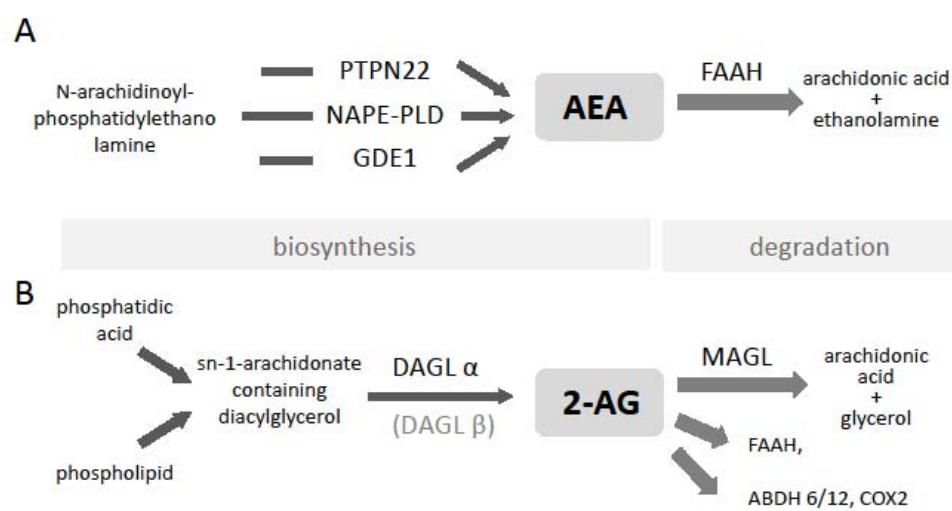 A
N-arachidinoyl-
phosphatidylethano
lamine
PTPN22
NAPE-PLD
GDE1
AEA
FAAH
arachidonic acid
+
ethanolamine
biosynthesis
degradation
B
phosphatidic
acid
phospholipid
sn-1-arachidonate
containing
diacylglycerol
DAGL α
(DAGL β)
2-AG
MAGL
arachidonic
acid
+
glycerol
FAAH,
ABDH 6/12, COX2